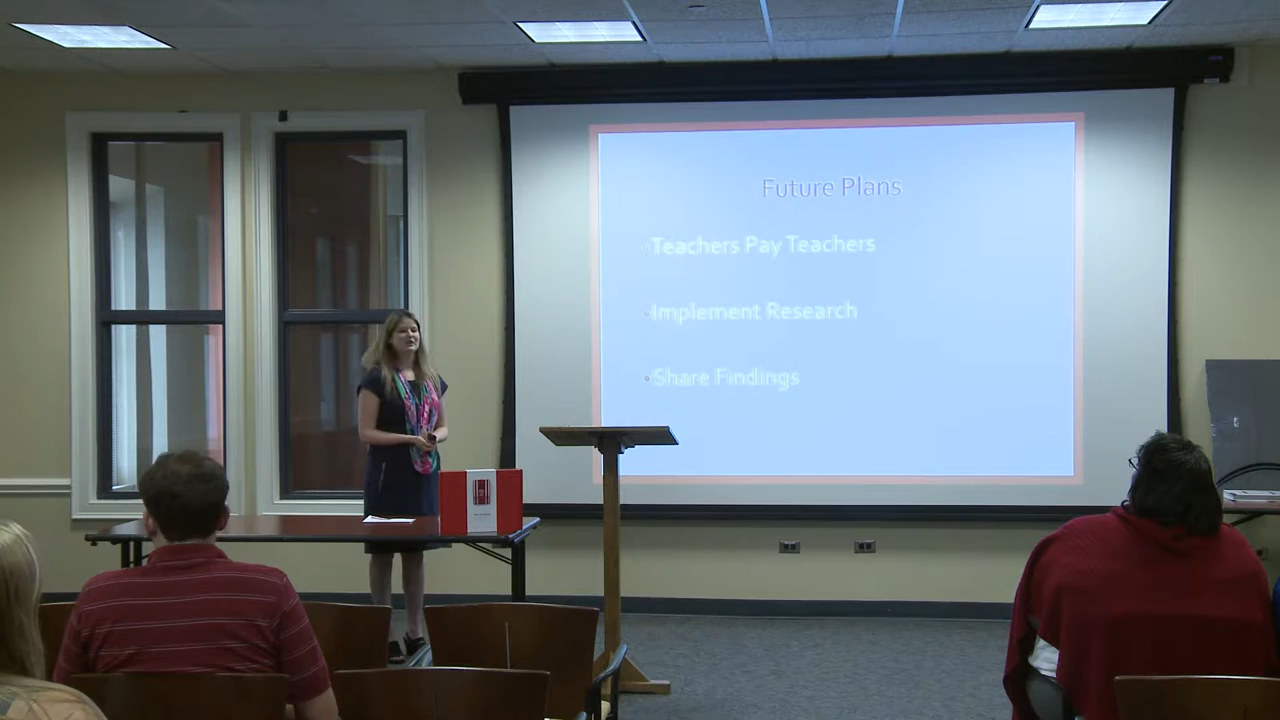 Future Plans
Teachers Pay Teachers
Implement Research
Share Findings